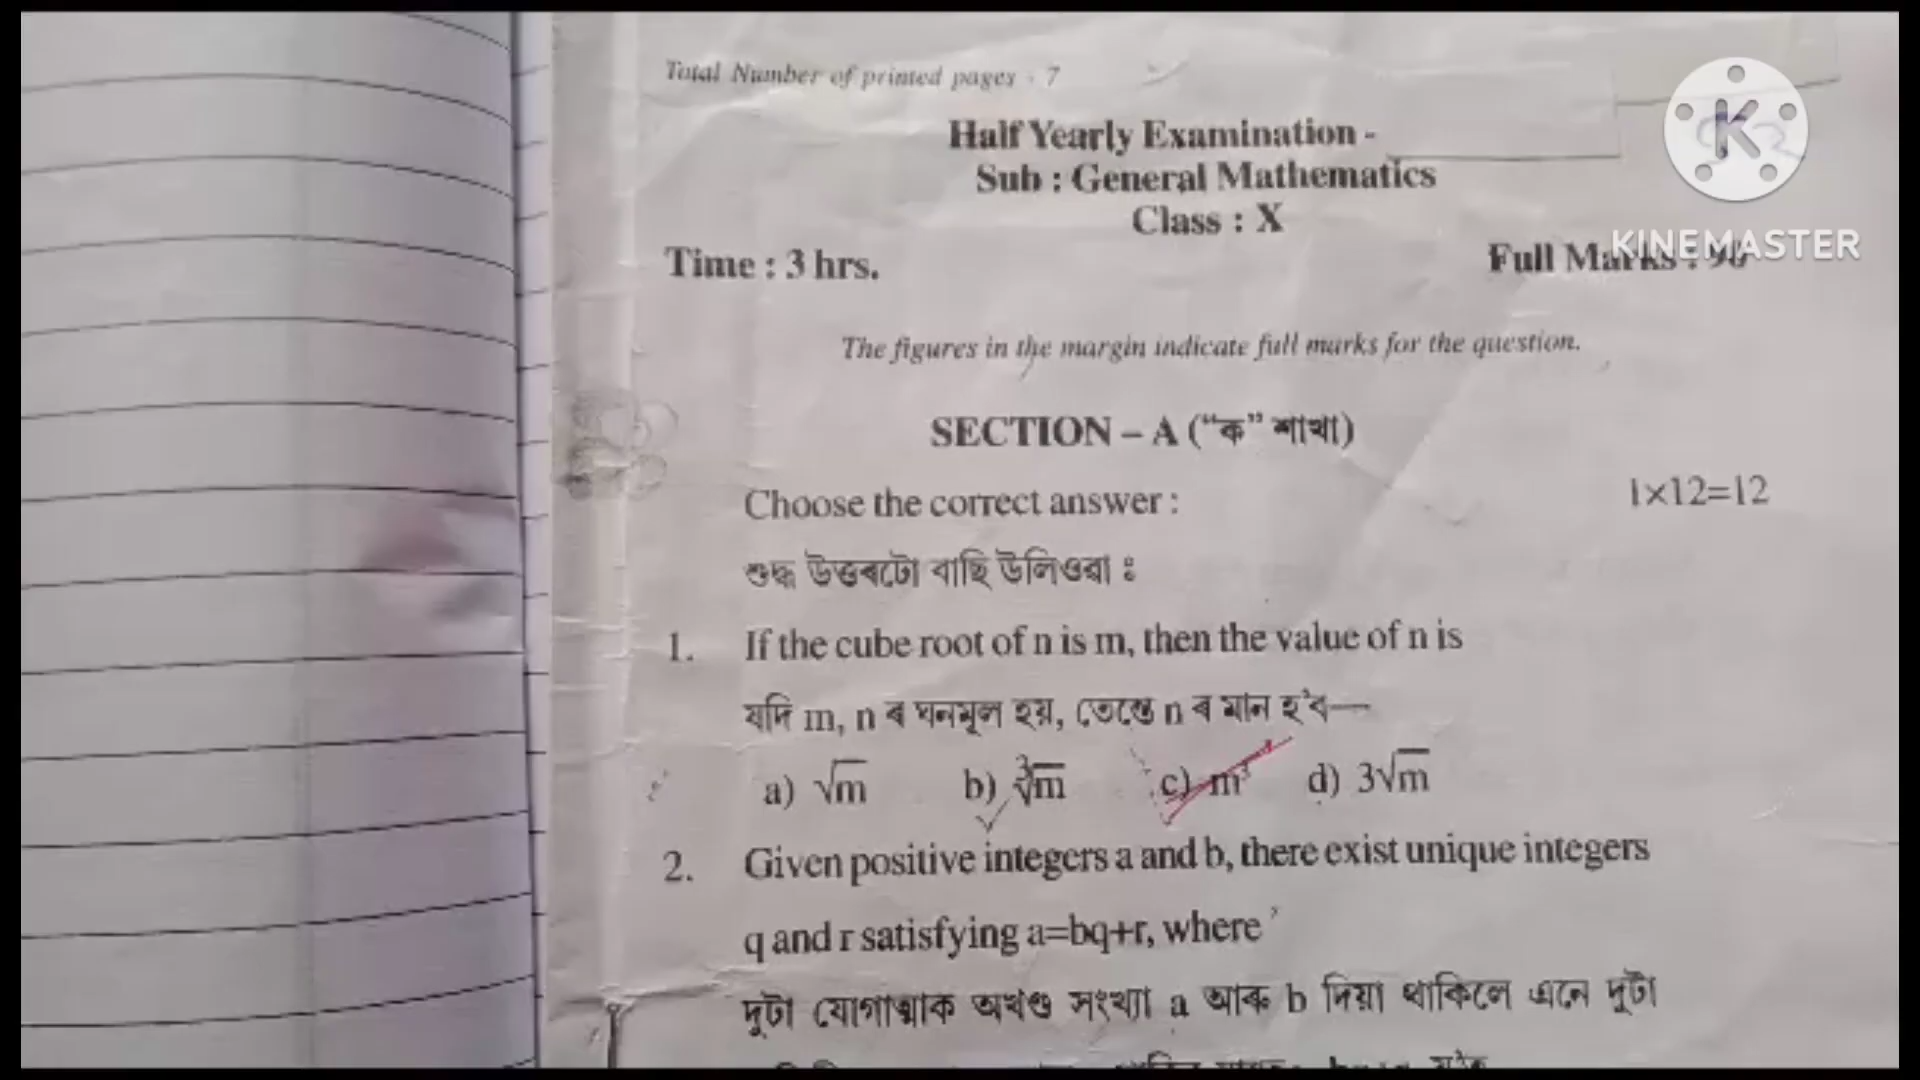 Total Number of printed pages - 7
Half Yearly Examination -
Sub : General Mathematics
Class : X
Time : 3 hrs.
Full Marks : 90
K
KINEMASTER
The figures in the margin indicate full marks for the question.
SECTION – A (“ক” শাখা)
Choose the correct answer : 1×12=12
শুদ্ধ উত্তৰটো বাছি উলিওৱা ঃ
1. If the cube root of n is m, then the value of n is
যদি m, n ৰ ঘনমূল হয়, তেন্তে n ৰ মান হ’ব—
a) √m b) ∛m c) m³ d) 3√m
2. Given positive integers a and b, there exist unique integers
q and r satisfying a=bq+r, where
দুটা যোগাত্মক অখণ্ড সংখ্যা a আৰু b দিয়া থাকিলে এনে দুটা